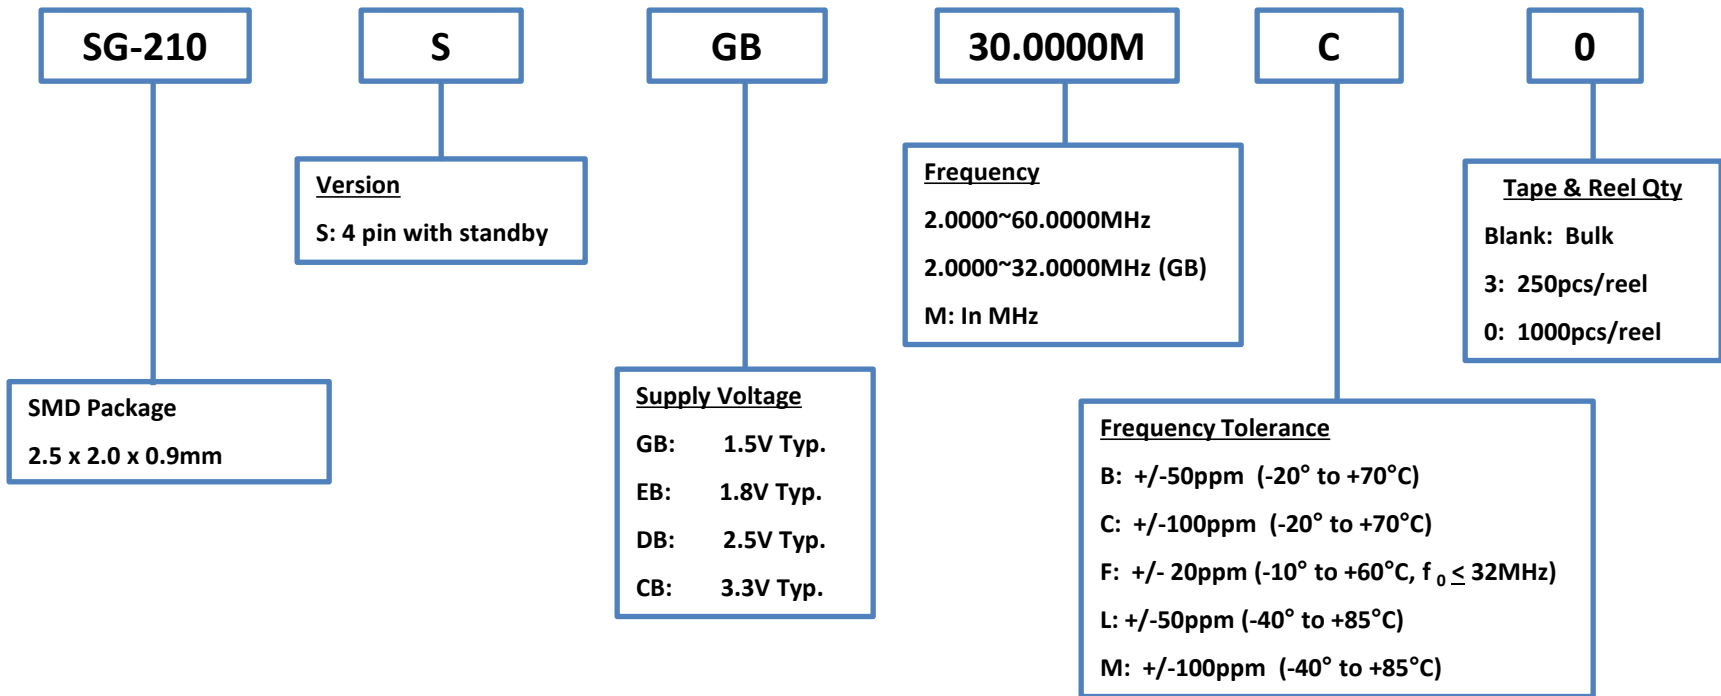 SG-210
S
GB
30.0000M
C
0
Version
S: 4 pin with standby
Frequency
2.0000~60.0000MHz
2.0000~32.0000MHz (GB)
M: In MHz
Tape & Reel Qty
Blank: Bulk
3: 250pcs/reel
0: 1000pcs/reel
SMD Package
2.5 x 2.0 x 0.9mm
Supply Voltage
GB: 1.5V Typ.
EB: 1.8V Typ.
DB: 2.5V Typ.
CB: 3.3V Typ.
Frequency Tolerance
B: +/-50ppm (-20° to +70°C)
C: +/-100ppm (-20° to +70°C)
F: +/- 20ppm (-10° to +60°C, f 0 ≤ 32MHz)
L: +/-50ppm (-40° to +85°C)
M: +/-100ppm (-40° to +85°C)